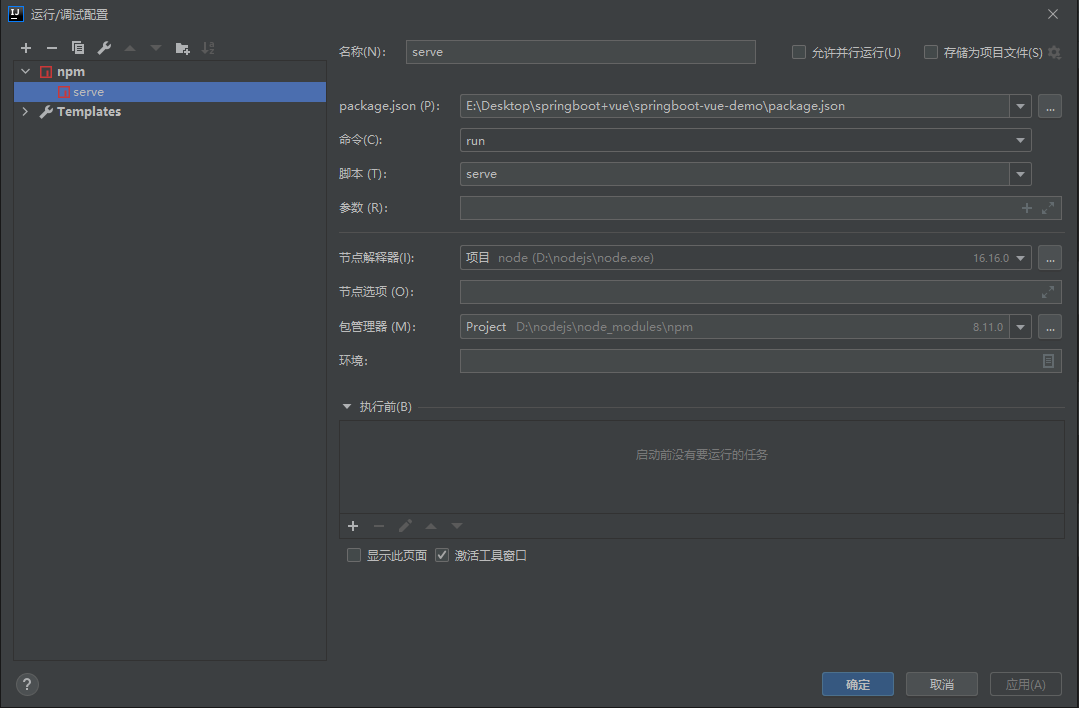 运行/调试配置
npm
serve
Templates
名称(N):
serve
允许并行运行(U)
存储为项目文件(S)
package.json (P):
E:\Desktop\springboot+vue\springboot-vue-demo\package.json
...
命令(C):
run
脚本 (T):
serve
参数 (R):
节点解释器(I):
项目 node (D:\nodejs\node.exe)
16.16.0
...
节点选项 (O):
包管理器 (M):
Project D:\nodejs\node_modules\npm
8.11.0
...
环境:
执行前(B)
启动前没有要运行的任务
显示此页面
激活工具窗口
?
确定
取消
应用(A)